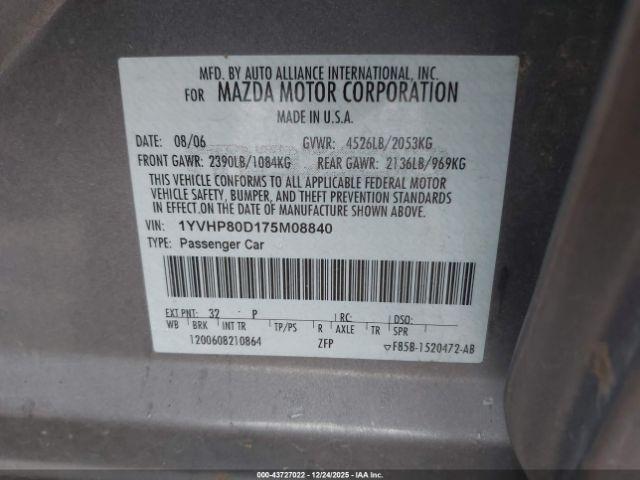 MFD. BY AUTO ALLIANCE INTERNATIONAL, INC.
FOR MAZDA MOTOR CORPORATION
MADE IN U.S.A.
DATE: 08/06 GVWR: 4526LB/2053KG
FRONT GAWR: 2390LB/1084KG REAR GAWR: 2136LB/969KG
THIS VEHICLE CONFORMS TO ALL APPLICABLE FEDERAL MOTOR
VEHICLE SAFETY, BUMPER, AND THEFT PREVENTION STANDARDS
IN EFFECT ON THE DATE OF MANUFACTURE SHOWN ABOVE.
VIN: 1YVHP80D175M08840
TYPE: Passenger Car
EXT PNT: 32 P RC: DSO:
WB BRK INT TR TP/PS R AXLE TR SPR
1200608210864 ZFP ▽F85B-1520472-AB
© -43727022 - 12/24/2025 - IAAI, Inc.